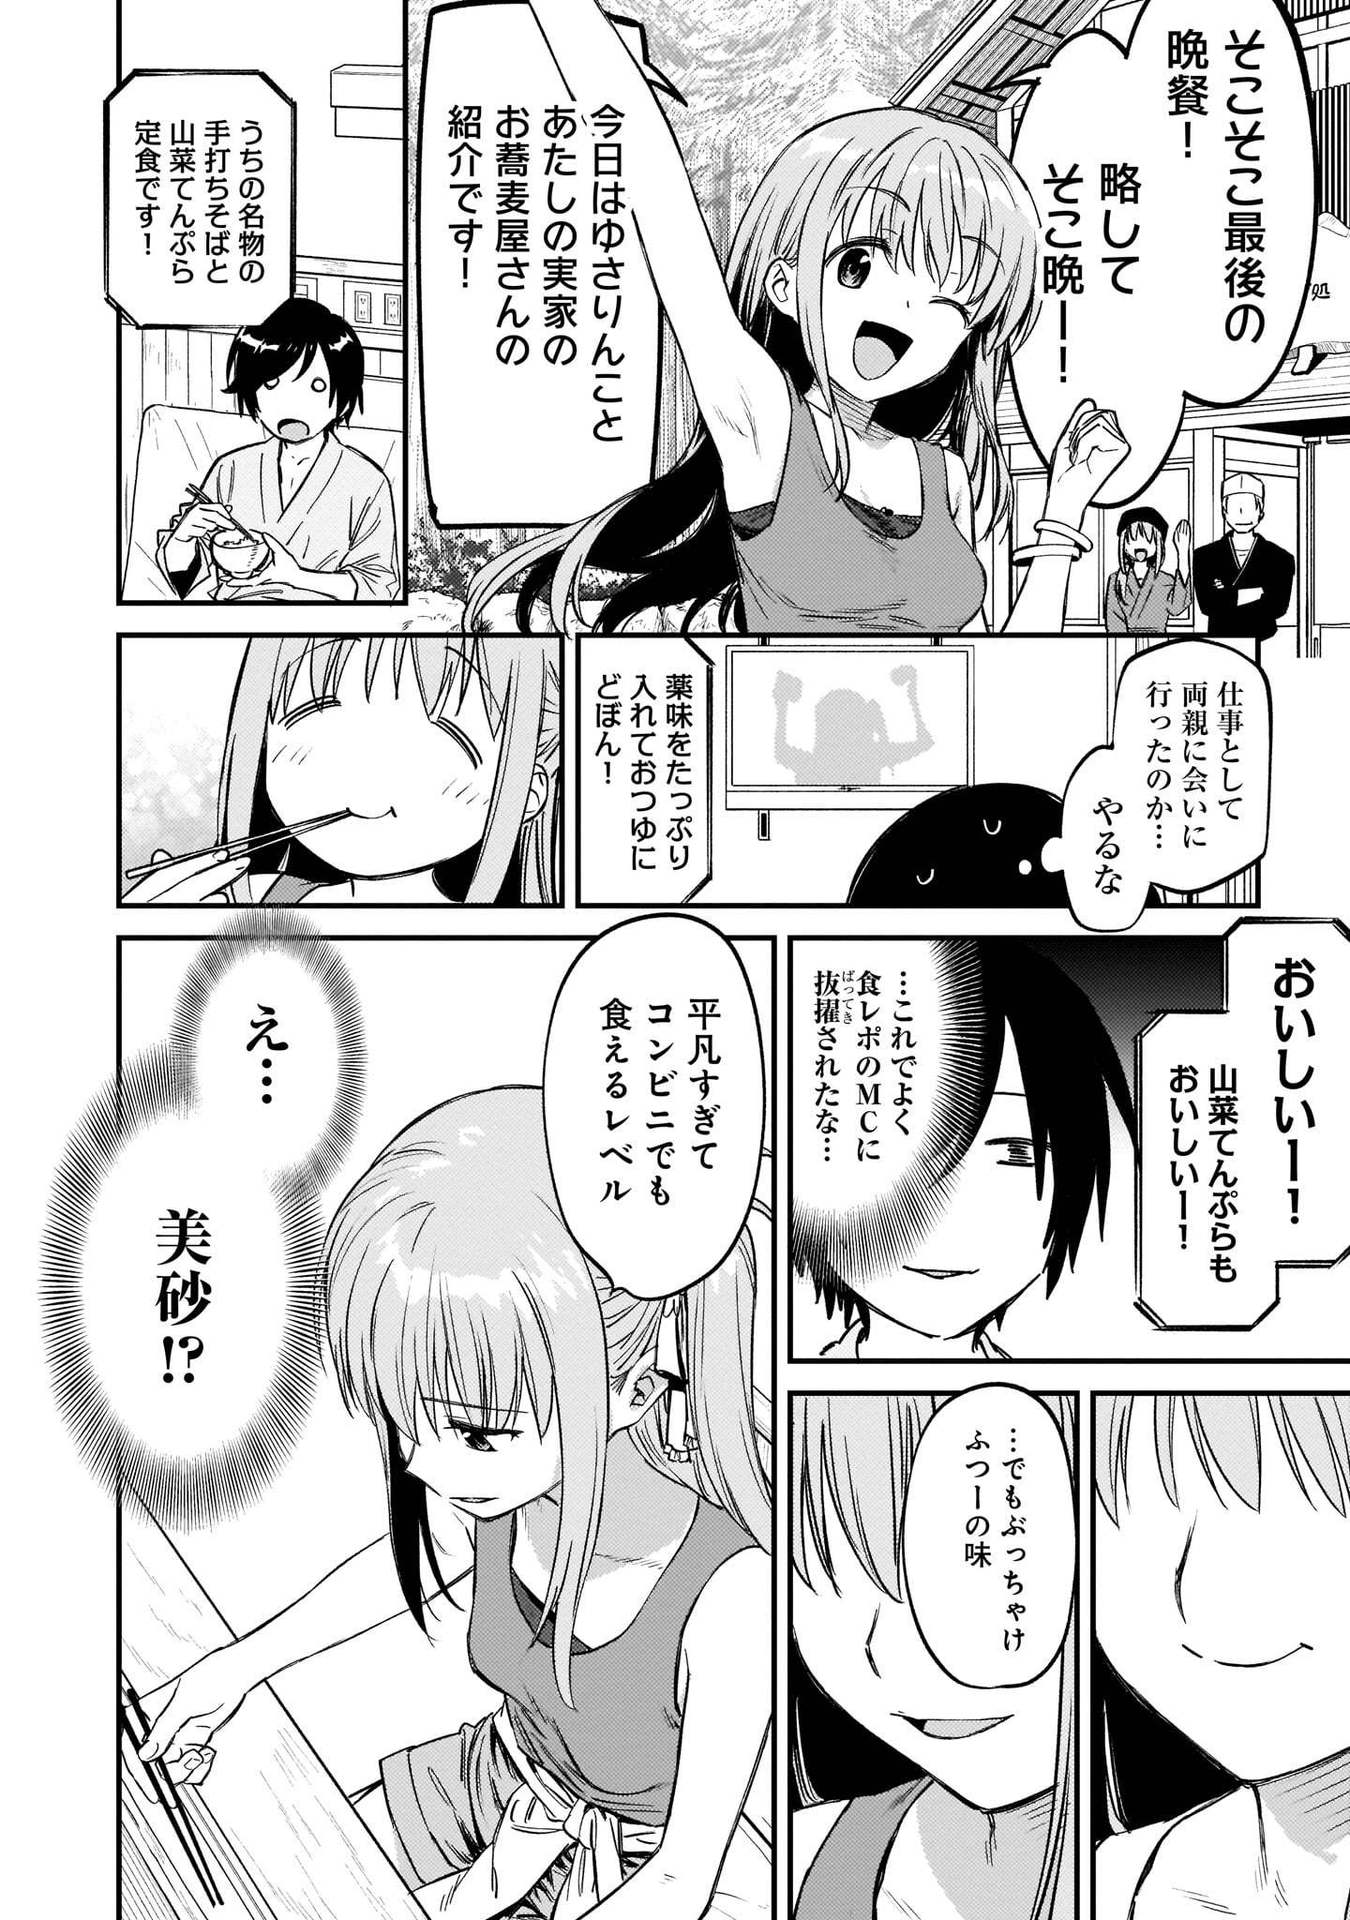 そこそこ最後の
晩餐！
略して
そこ晩ー！
処
今日はゆさりんこと
あたしの実家の
お蕎麦屋さんの
紹介です！
うちの名物の
手打ちそばと
山菜てんぷら
定食です！
仕事として
両親に会いに
行ったのか…
やるな
薬味をたっぷり
入れておつゆに
どぼん！
おいしいー！
山菜てんぷらも
おいしいー！
…これでよく
食レポのMCに
抜擢されたな…
ばってき
…でもぶっちゃけ
ふつーの味
平凡すぎて
コンビニでも
食えるレベル
え…
美砂!?